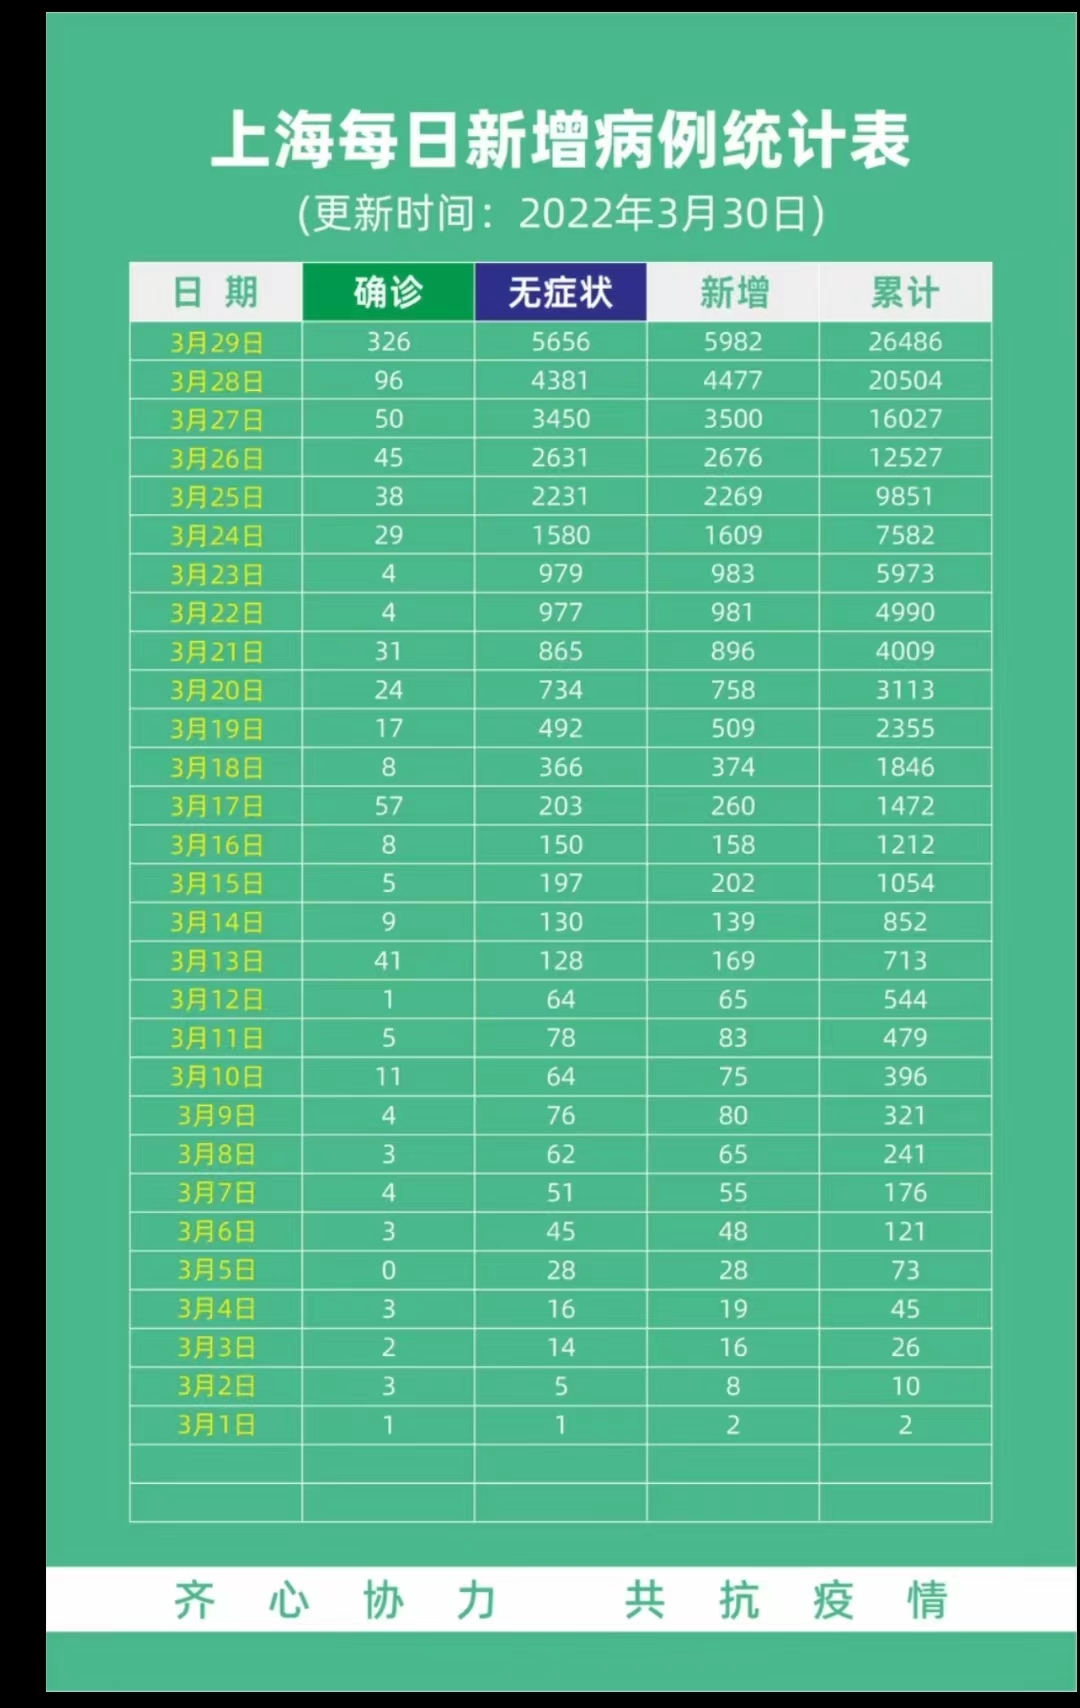 上海每日新增病例统计表
(更新时间：2022年3月30日)
日 期 确诊 无症状 新增 累计
3月29日 326 5656 5982 26486
3月28日 96 4381 4477 20504
3月27日 50 3450 3500 16027
3月26日 45 2631 2676 12527
3月25日 38 2231 2269 9851
3月24日 29 1580 1609 7582
3月23日 4 979 983 5973
3月22日 4 977 981 4990
3月21日 31 865 896 4009
3月20日 24 734 758 3113
3月19日 17 492 509 2355
3月18日 8 366 374 1846
3月17日 57 203 260 1472
3月16日 8 150 158 1212
3月15日 5 197 202 1054
3月14日 9 130 139 852
3月13日 41 128 169 713
3月12日 1 64 65 544
3月11日 5 78 83 479
3月10日 11 64 75 396
3月9日 4 76 80 321
3月8日 3 62 65 241
3月7日 4 51 55 176
3月6日 3 45 48 121
3月5日 0 28 28 73
3月4日 3 16 19 45
3月3日 2 14 16 26
3月2日 3 5 8 10
3月1日 1 1 2 2
齐心协力 共抗疫情